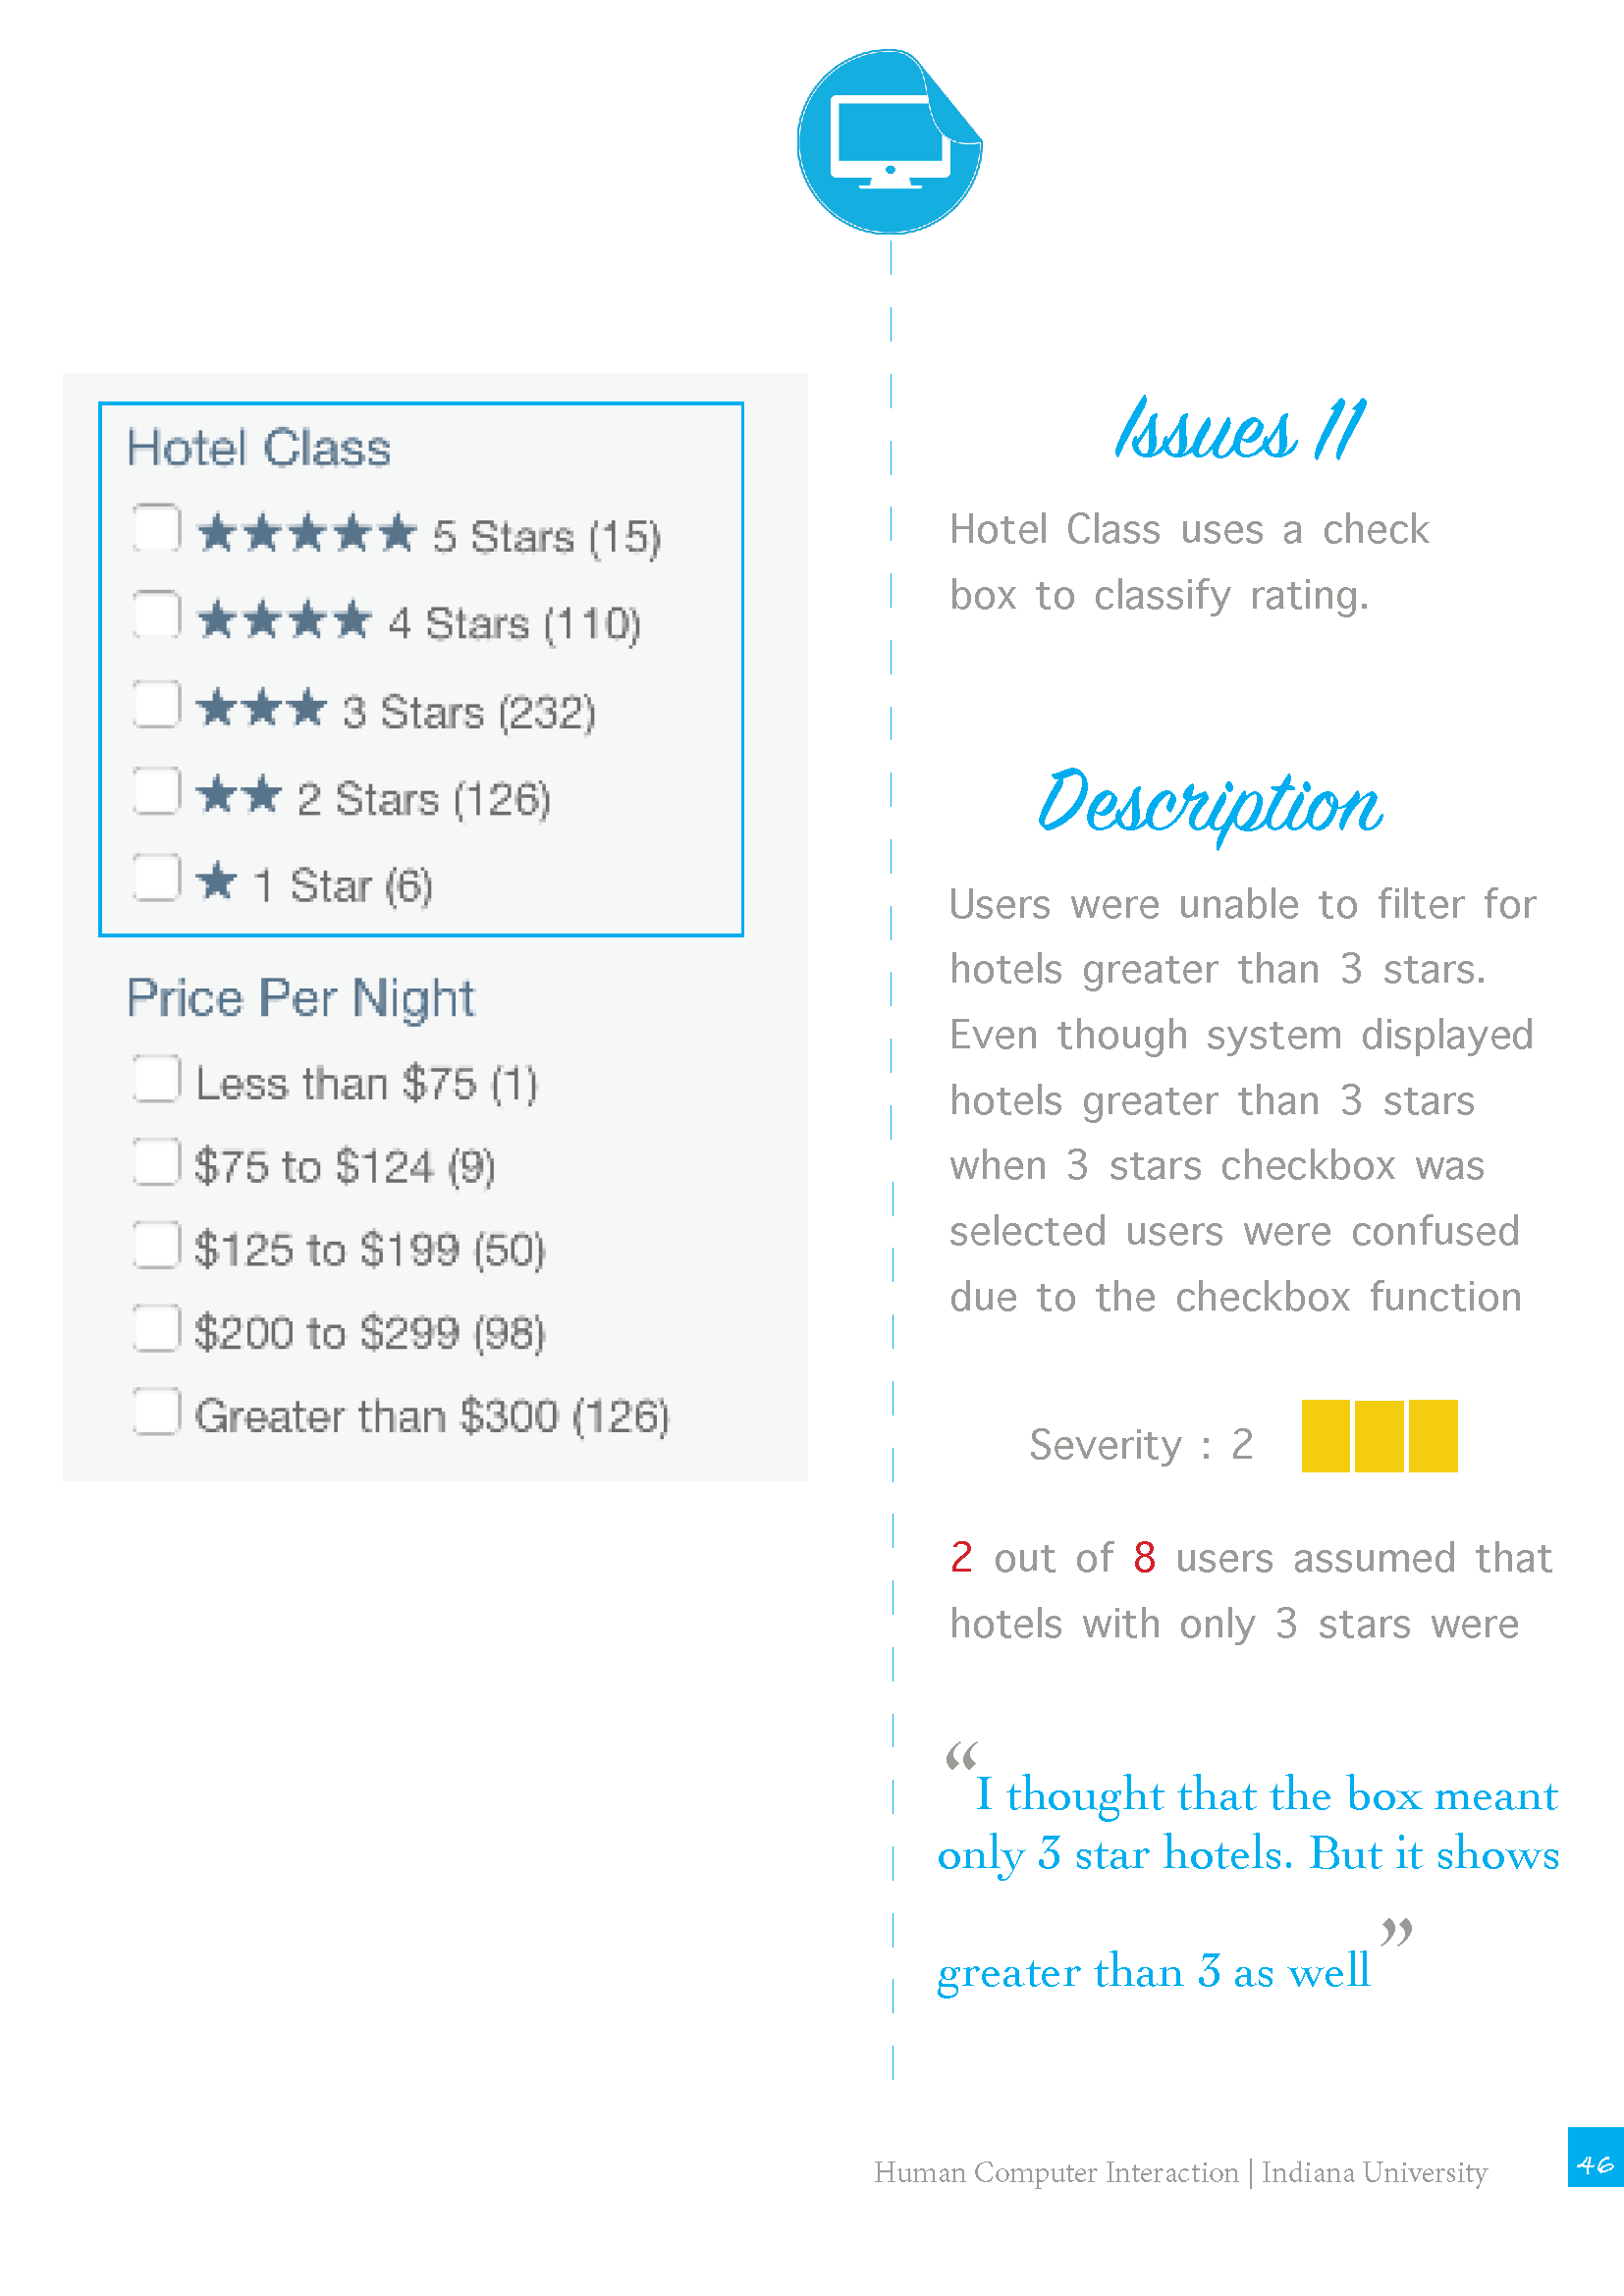 Hotel Class
5 Stars (15)
4 Stars (110)
3 Stars (232)
2 Stars (126)
1 Star (6)
Price Per Night
Less than $75 (1)
$75 to $124 (9)
$125 to $199 (50)
$200 to $299 (98)
Greater than $300 (126)
Issues 11
Hotel Class uses a check
box to classify rating.
Description
Users were unable to filter for
hotels greater than 3 stars.
Even though system displayed
hotels greater than 3 stars
when 3 stars checkbox was
selected users were confused
due to the checkbox function
Severity : 2
2 out of 8 users assumed that
hotels with only 3 stars were
“I thought that the box meant
only 3 star hotels. But it shows
greater than 3 as well”
Human Computer Interaction | Indiana University
46